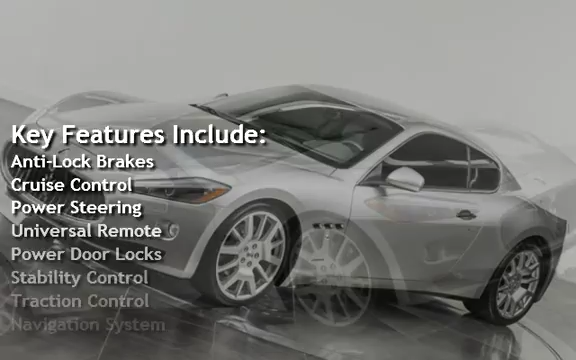 Key Features Include:
Anti-Lock Brakes
Cruise Control
Power Steering
Universal Remote
Power Door Locks
Stability Control
Traction Control
Navigation System